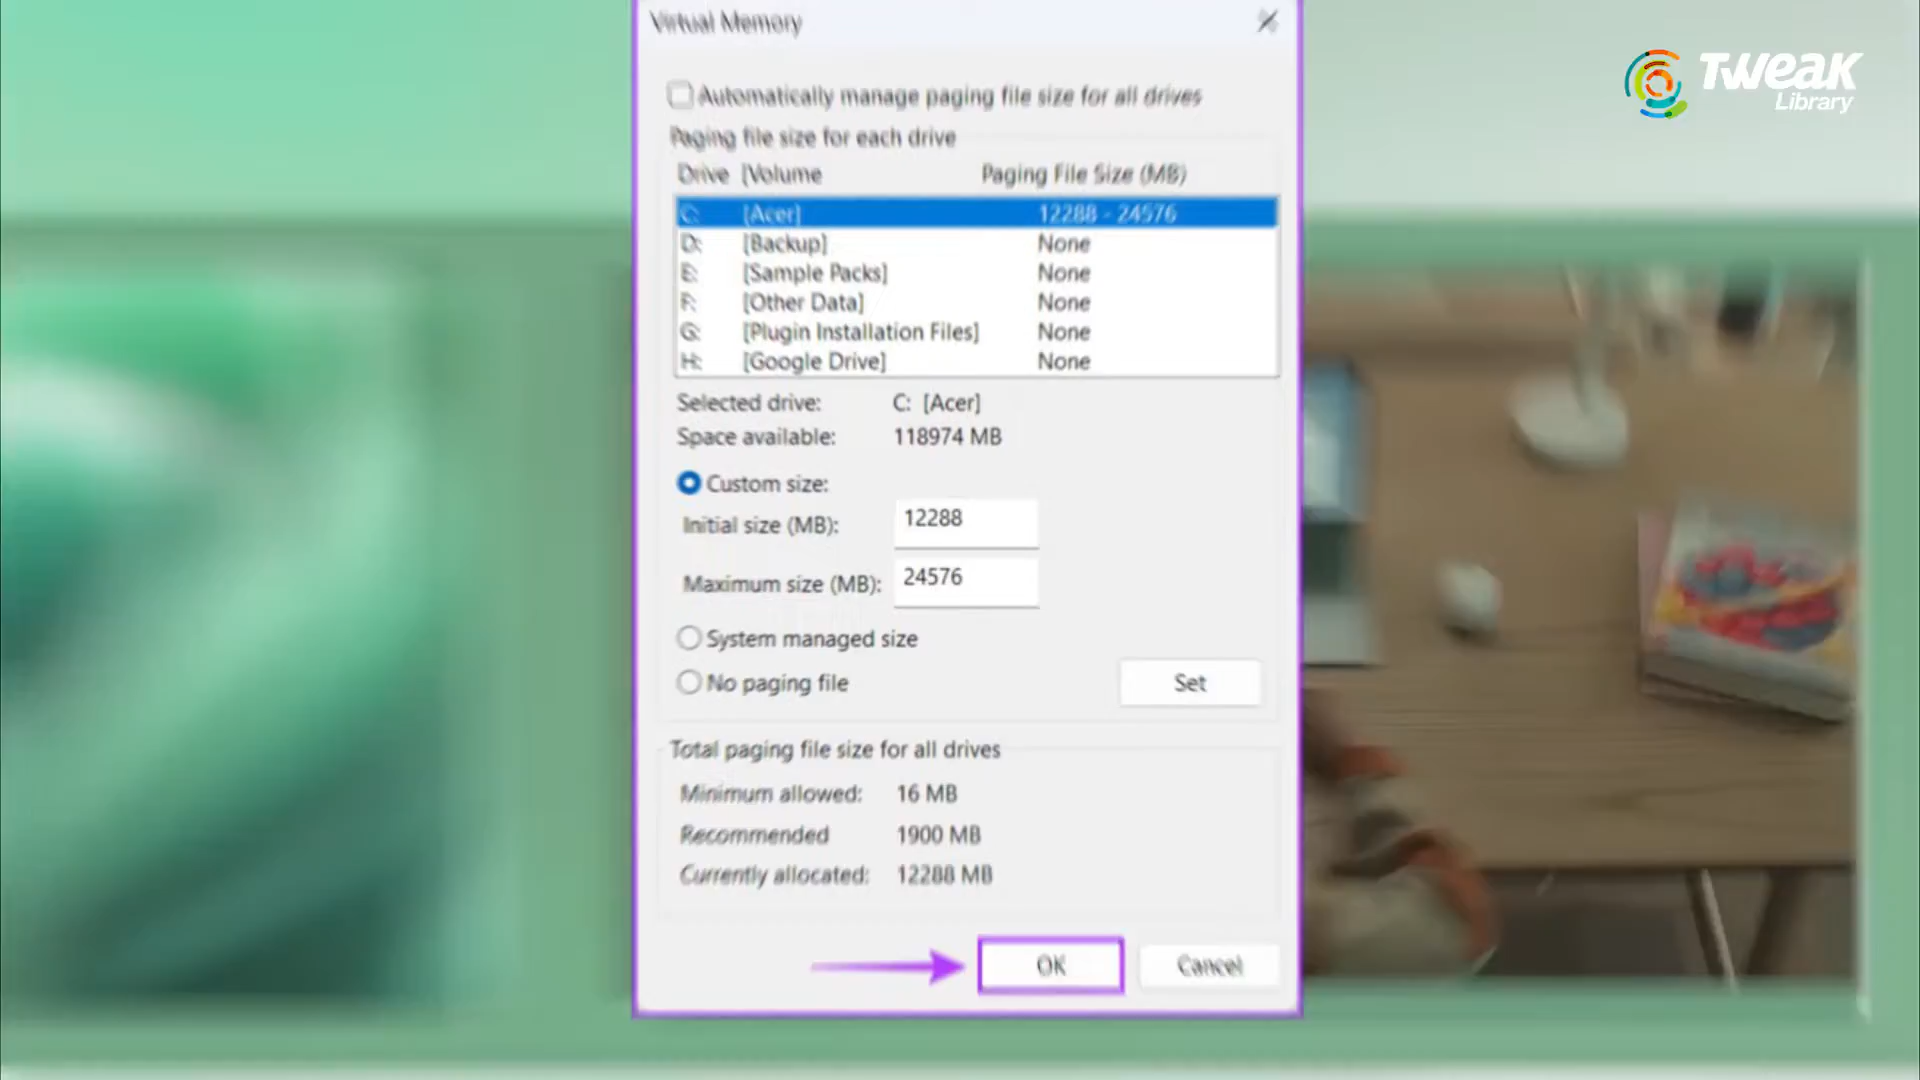 Virtual Memory
TWEAK
Library
Automatically manage paging file size for all drives
Paging file size for each drive
Drive [Volume Paging File Size (MB)
C: [Acer] 12288 - 24576
D: [Backup] None
E: [Sample Packs] None
F: [Other Data] None
G: [Plugin Installation Files] None
H: [Google Drive] None
Selected drive: C: [Acer]
Space available: 118974 MB
Custom size:
Initial size (MB): 12288
Maximum size (MB): 24576
System managed size
No paging file
Set
Total paging file size for all drives
Minimum allowed: 16 MB
Recommended 1900 MB
Currently allocated: 12288 MB
OK Cancel